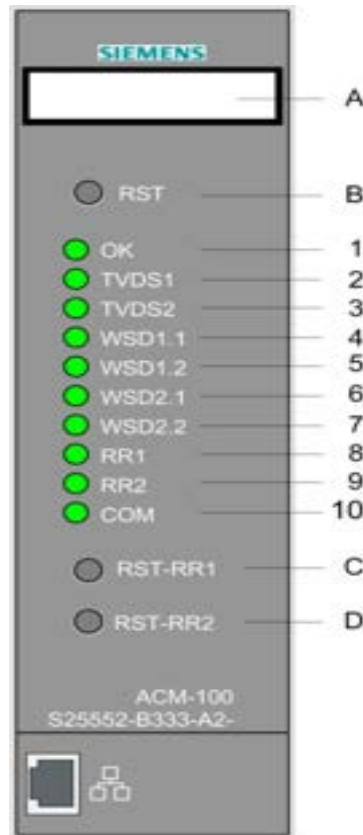 SIEMENS
A
RST B
OK 1
TVDS1 2
TVDS2 3
WSD1.1 4
WSD1.2 5
WSD2.1 6
WSD2.2 7
RR1 8
RR2 9
COM 10
RST-RR1 C
RST-RR2 D
ACM-100
S25552-B333-A2-